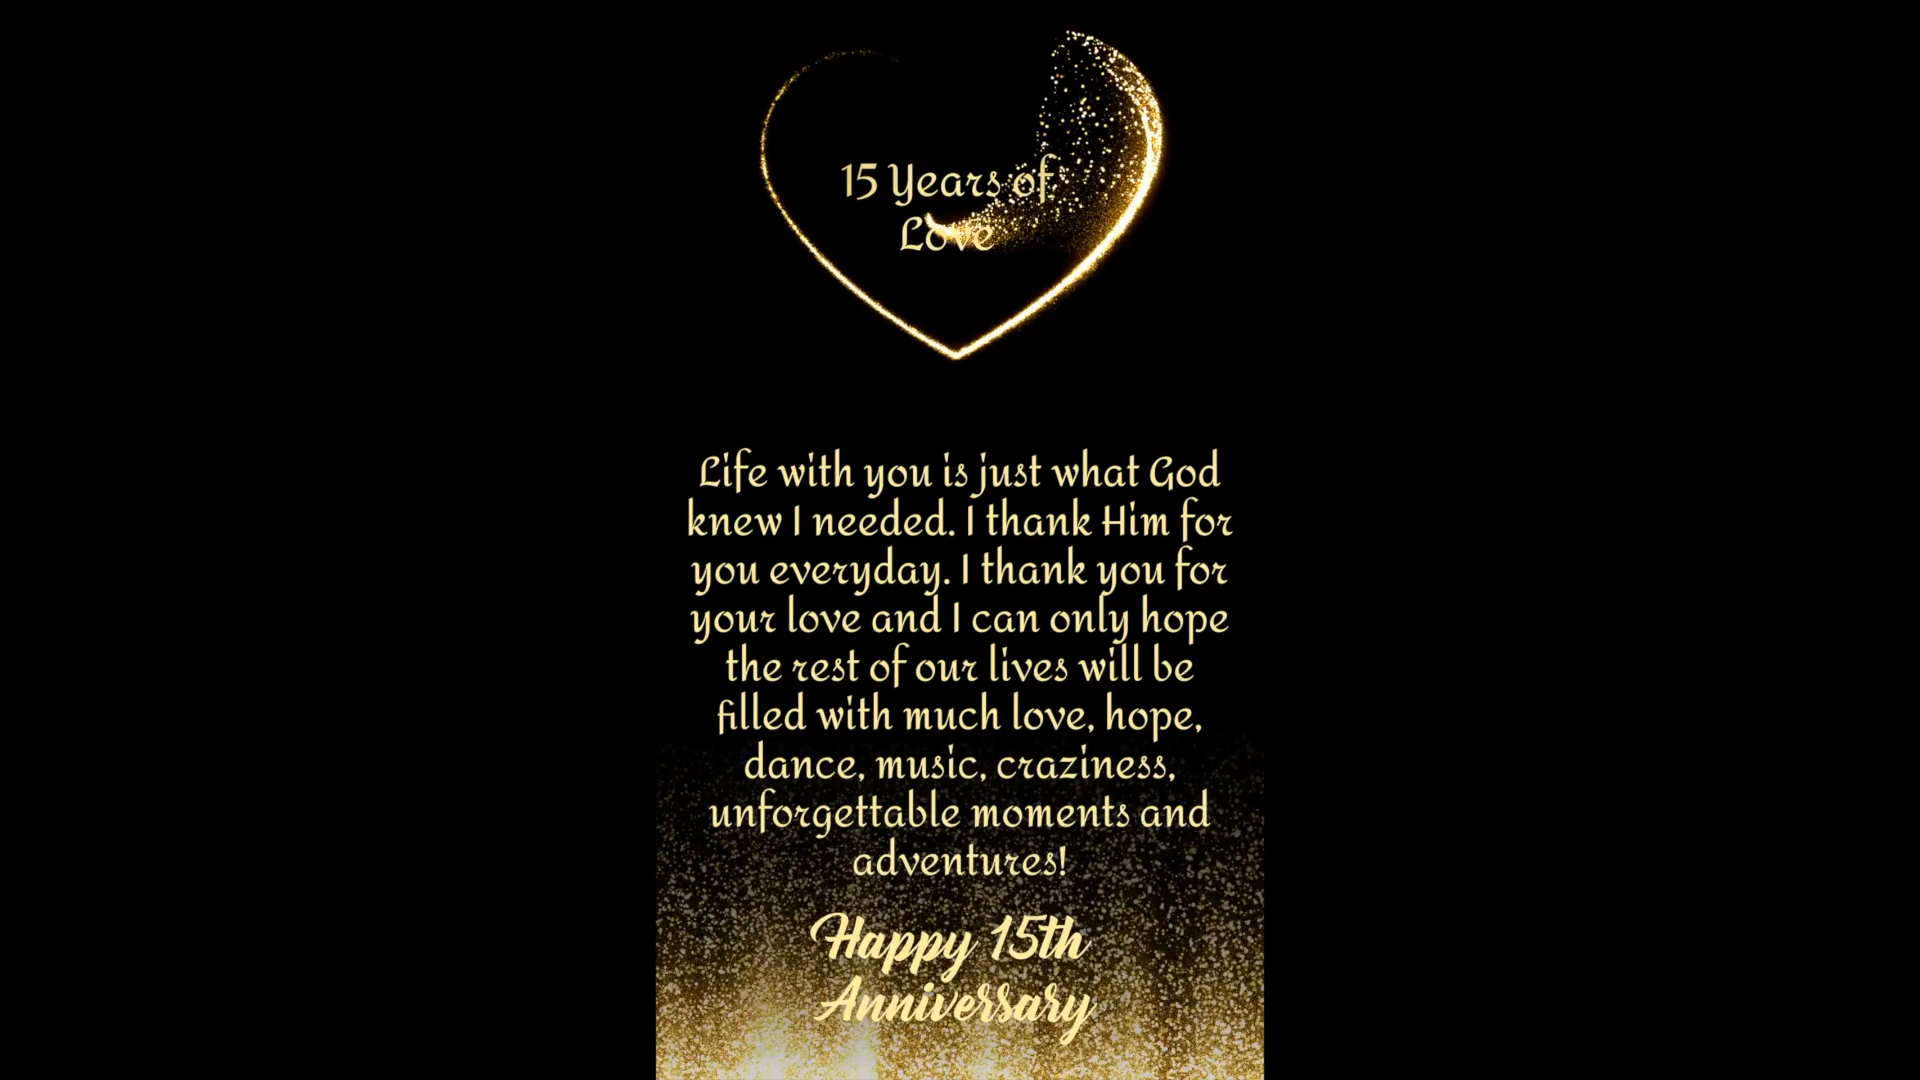 15 Years of
Love
Life with you is just what God
knew I needed. I thank Him for
you everyday. I thank you for
your love and I can only hope
the rest of our lives will be
filled with much love, hope,
dance, music, craziness,
unforgettable moments and
adventures!
Happy 15th
Anniversary